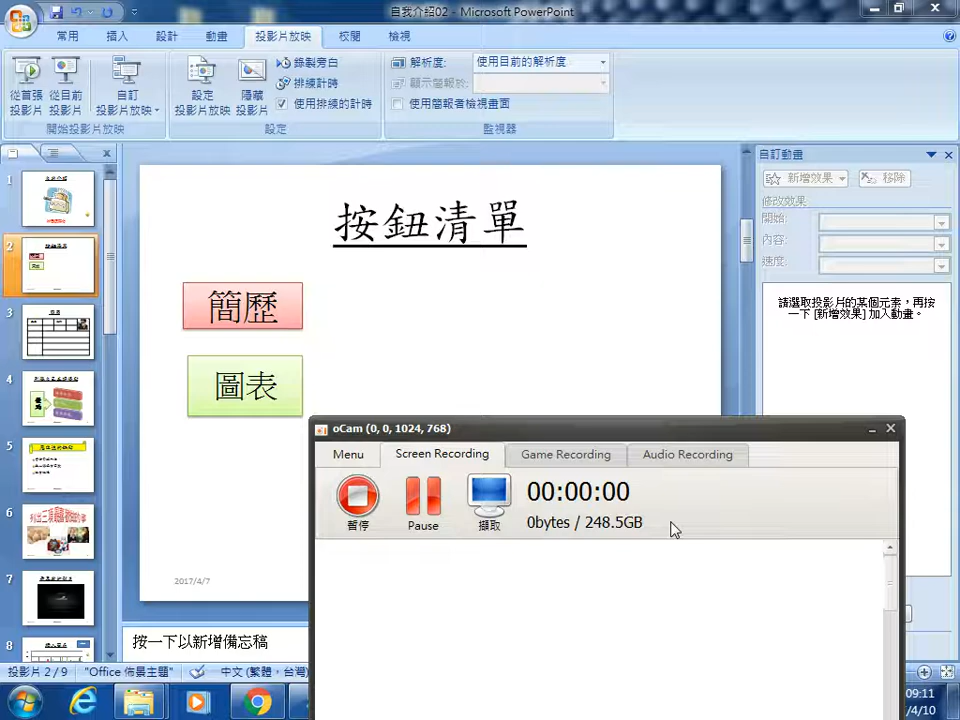 自我介紹02 - Microsoft PowerPoint
常用 插入 設計 動畫 投影片放映 校閱 檢視
從首張投影片
從目前投影片
自訂投影片放映
開始投影片放映
設定投影片放映
隱藏投影片
錄製旁白
排練計時
使用排練的計時
設定
解析度: 使用目前的解析度
顯示簡報於:
使用簡報者檢視畫面
監視器
1
2
3
4
5
6
7
8
按鈕清單
簡歷
圖表
2017/4/7
按一下以新增備忘稿
自訂動畫
新增效果 移除
修改效果
開始:
內容:
速度:
請選取投影片的某個元素，再按
一下 [新增效果] 加入動畫。
oCam (0, 0, 1024, 768)
Menu Screen Recording Game Recording Audio Recording
暫停 Pause 擷取
00:00:00
0bytes / 248.5GB
投影片 2 / 9 "Office 佈景主題" 中文 (繁體，台灣)
09:11
/4/10